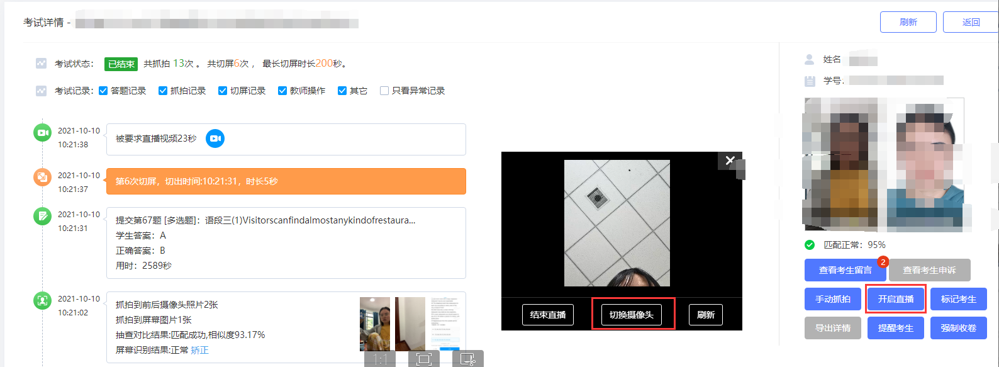 考试详情 -
刷新
返回
考试状态：
已结束
共抓拍 13次 。 共切屏6次， 最长切屏时长200秒。
考试记录：
答题记录
抓拍记录
切屏记录
教师操作
其它
只看异常记录
2021-10-10
10:21:38
被要求直播视频23秒
2021-10-10
10:21:37
第6次切屏，切出时间:10:21:31，时长5秒
2021-10-10
10:21:31
提交第67题 [多选题]：语段三(1)Visitorscanfindalmostanykindofrestaura...
学生答案：A
正确答案：B
用时：2589秒
2021-10-10
10:21:02
抓拍到前后摄像头照片2张
抓拍到屏幕图片1张
抽查对比结果:匹配成功,相似度93.17%
屏幕识别结果:正常 矫正
1:1
结束直播
切换摄像头
刷新
姓名
学号：
匹配正常：95%
查看考生留言
2
查看考生申诉
手动抓拍
开启直播
标记考生
导出详情
提醒考生
强制收卷